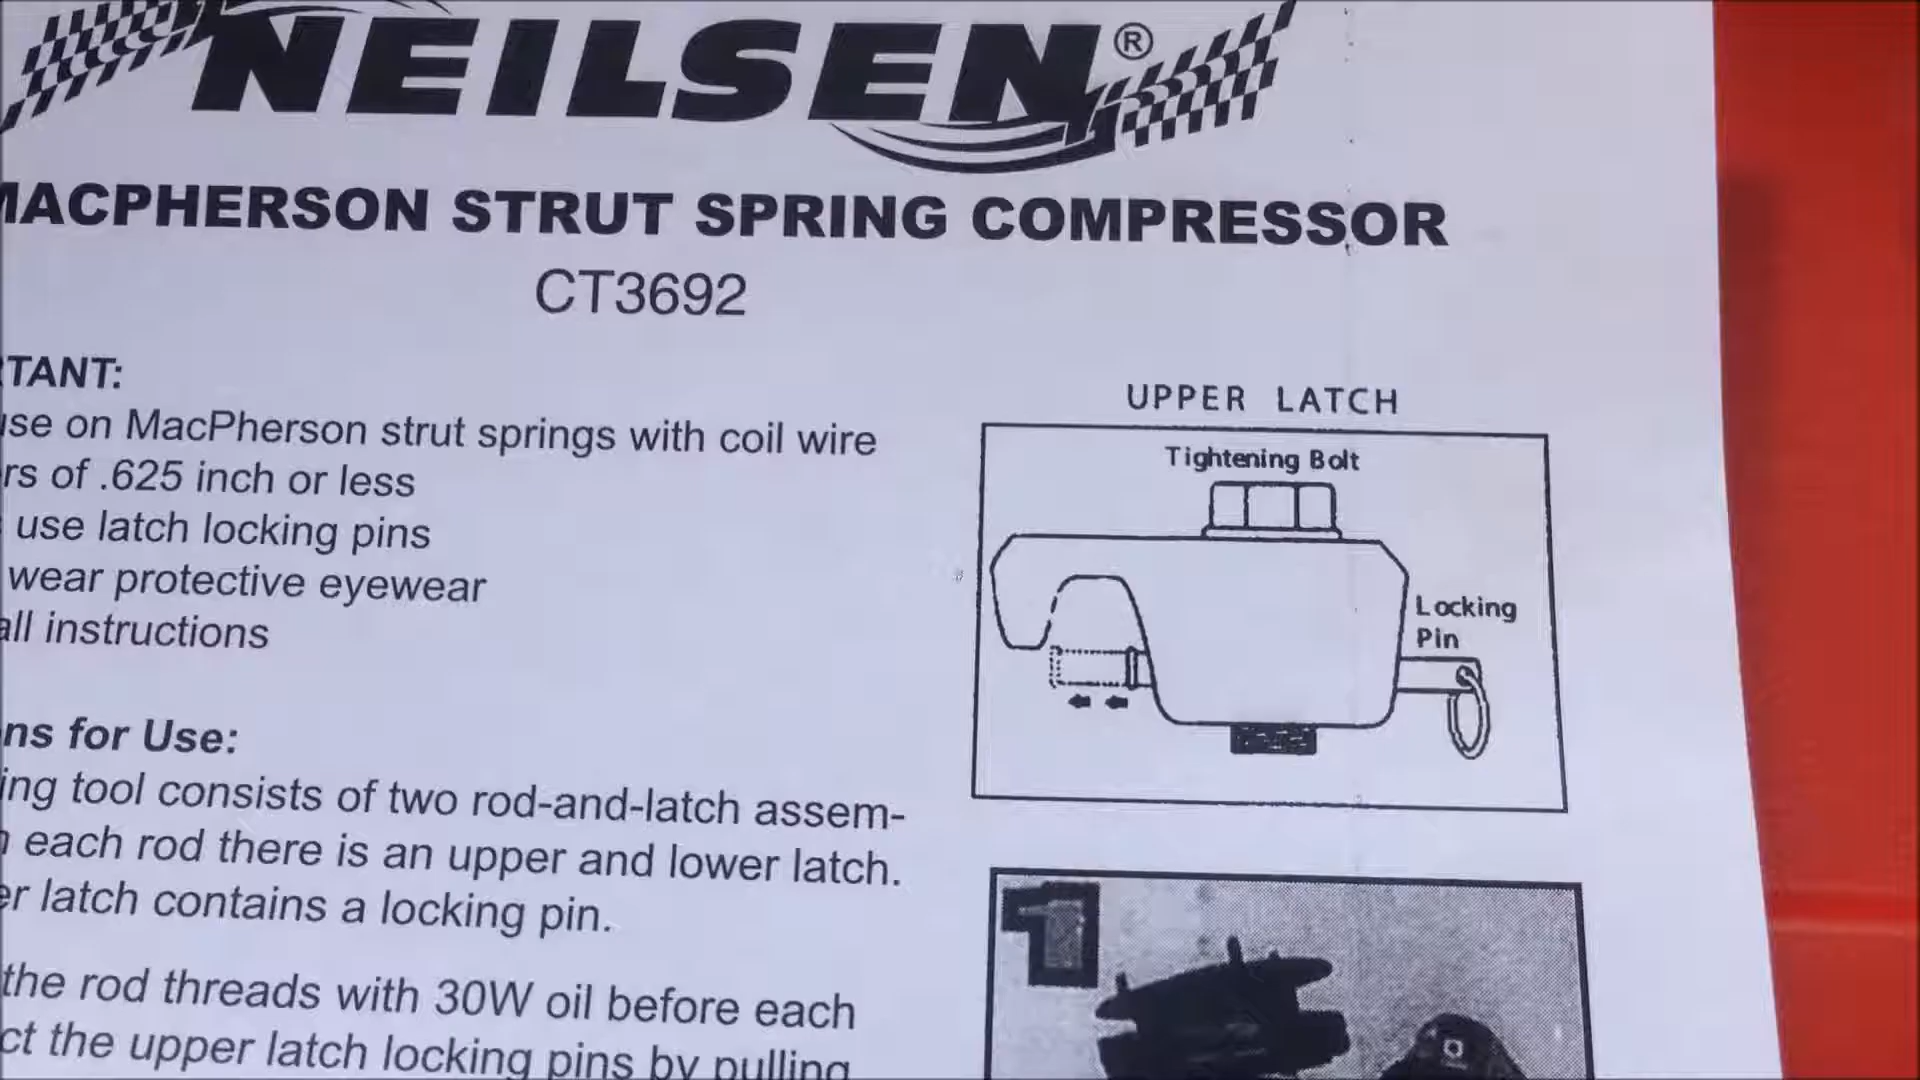 NEILSEN®
MACPHERSON STRUT SPRING COMPRESSOR
CT3692
TANT:
use on MacPherson strut springs with coil wire
rs of .625 inch or less
use latch locking pins
wear protective eyewear
all instructions
ns for Use:
ing tool consists of two rod-and-latch assem-
each rod there is an upper and lower latch.
er latch contains a locking pin.
the rod threads with 30W oil before each
ct the upper latch locking pins by pulling
UPPER LATCH
Tightening Bolt
Locking
Pin